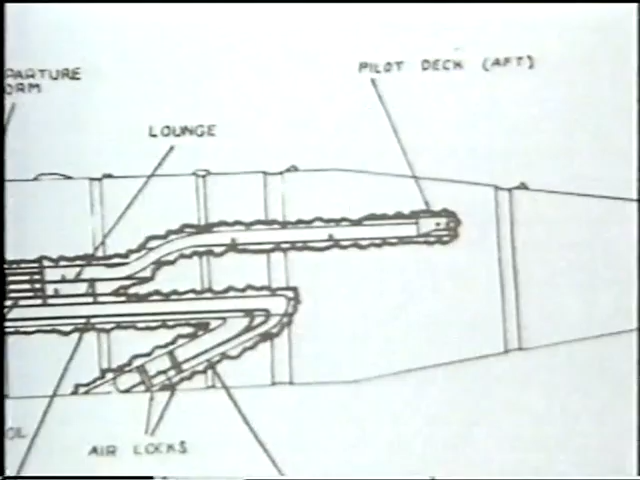 PARTURE
ORM
PILOT DECK (AFT)
LOUNGE
OL
AIR LOCKS